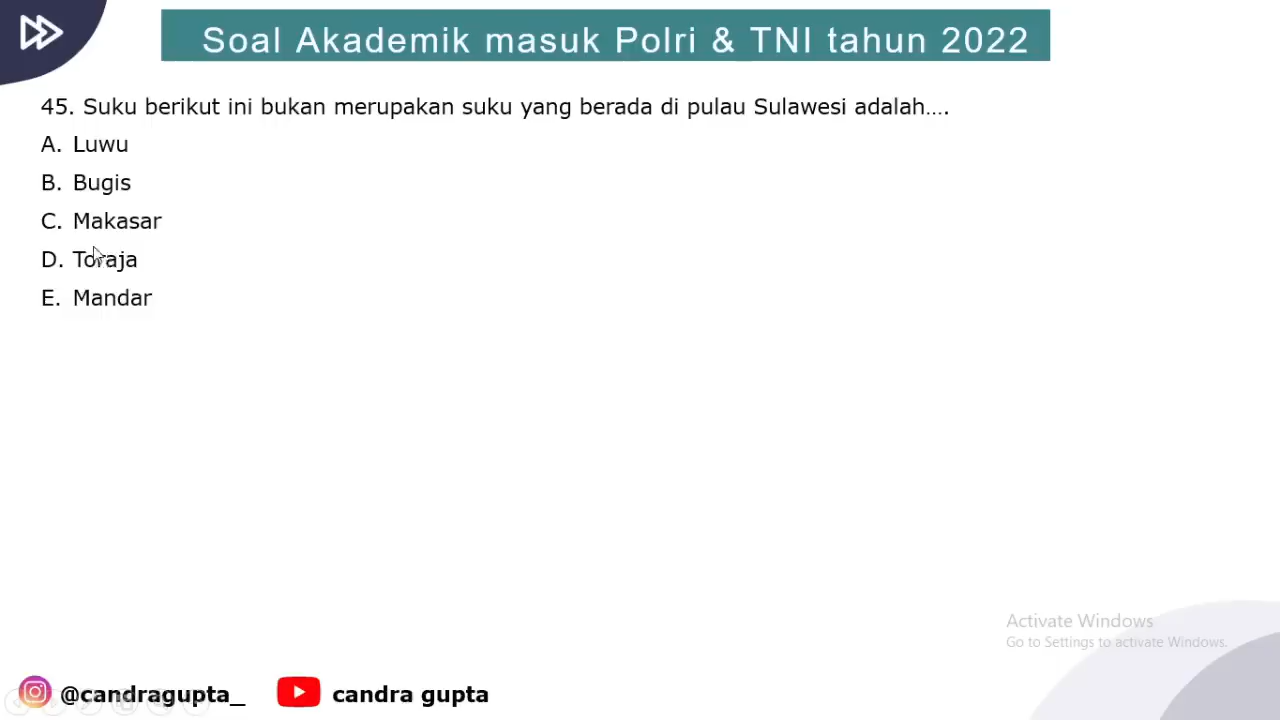 Soal Akademik masuk Polri & TNI tahun 2022
45. Suku berikut ini bukan merupakan suku yang berada di pulau Sulawesi adalah....
A. Luwu
B. Bugis
C. Makasar
D. Toraja
E. Mandar
Activate Windows
Go to Settings to activate Windows.
@candragupta_ candra gupta